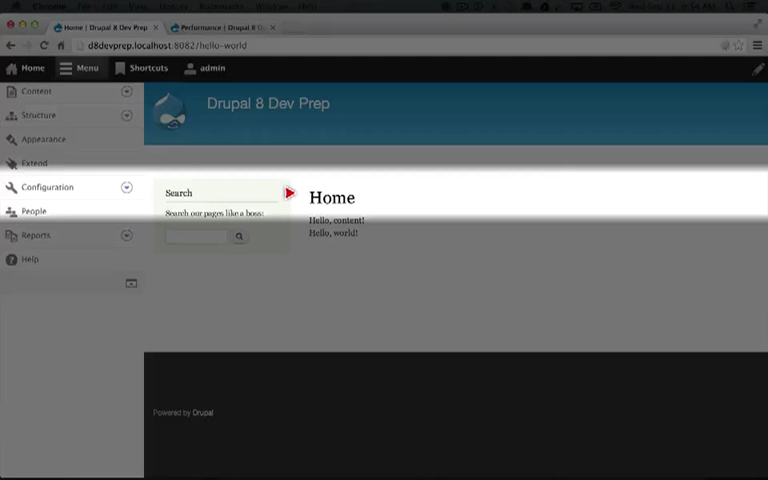 Chrome
Home | Drupal 8 Dev Prep
Performance | Drupal 8 D
d8devprep.localhost:8082/hello-world
Home
Menu
Shortcuts
admin
Content
Structure
Appearance
Extend
Configuration
People
Reports
Help
Drupal 8 Dev Prep
Search
Search our pages like a boss!
Home
Hello, content!
Hello, world!
Powered by Drupal